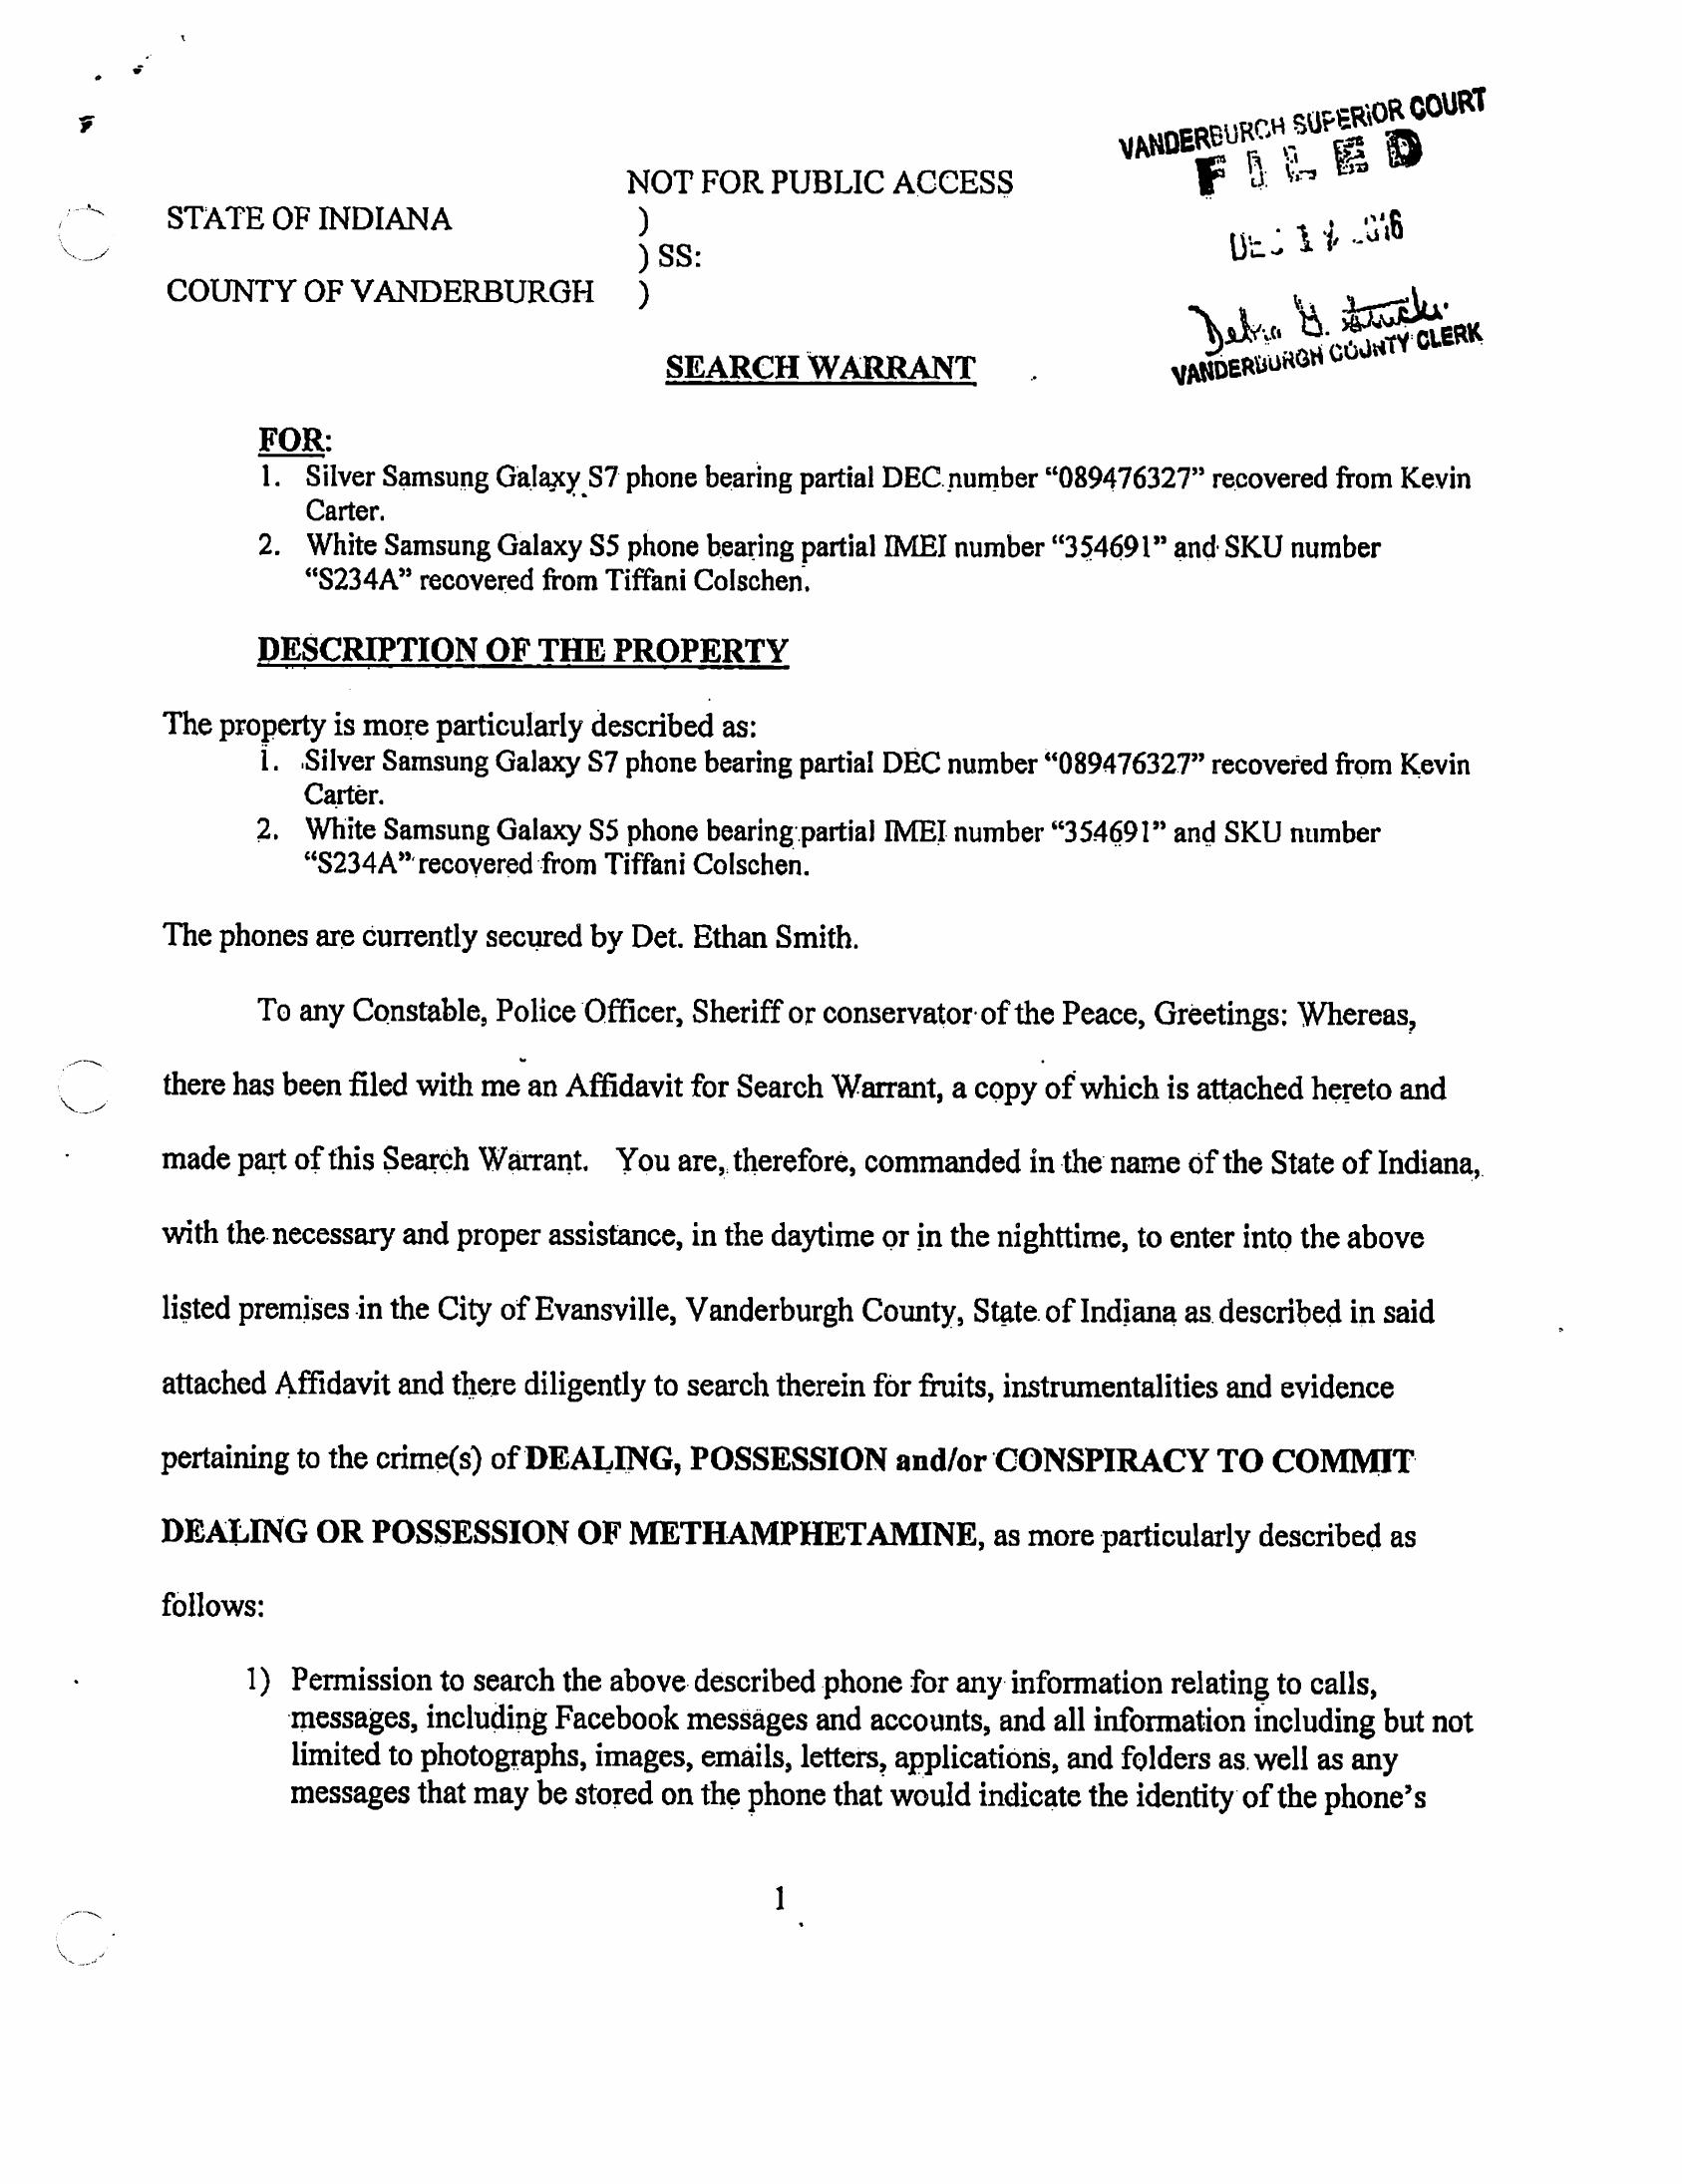 VANDERBURGH SUPERIOR COURT
FILED
NOT FOR PUBLIC ACCESS
STATE OF INDIANA )
) SS:
COUNTY OF VANDERBURGH )
VANDERBURGH COUNTY CLERK
SEARCH WARRANT
FOR:
1. Silver Samsung Galaxy S7 phone bearing partial DEC number “089476327” recovered from Kevin
Carter.
2. White Samsung Galaxy S5 phone bearing partial IMEI number “354691” and SKU number
“S234A” recovered from Tiffani Colschen.
DESCRIPTION OF THE PROPERTY
The property is more particularly described as:
1. Silver Samsung Galaxy S7 phone bearing partial DEC number “089476327” recovered from Kevin
Carter.
2. White Samsung Galaxy S5 phone bearing partial IMEI number “354691” and SKU number
“S234A” recovered from Tiffani Colschen.
The phones are currently secured by Det. Ethan Smith.
To any Constable, Police Officer, Sheriff or conservator of the Peace, Greetings: Whereas,
there has been filed with me an Affidavit for Search Warrant, a copy of which is attached hereto and
made part of this Search Warrant. You are, therefore, commanded in the name of the State of Indiana,
with the necessary and proper assistance, in the daytime or in the nighttime, to enter into the above
listed premises in the City of Evansville, Vanderburgh County, State of Indiana as described in said
attached Affidavit and there diligently to search therein for fruits, instrumentalities and evidence
pertaining to the crime(s) of DEALING, POSSESSION and/or CONSPIRACY TO COMMIT
DEALING OR POSSESSION OF METHAMPHETAMINE, as more particularly described as
follows:
1) Permission to search the above described phone for any information relating to calls,
messages, including Facebook messages and accounts, and all information including but not
limited to photographs, images, emails, letters, applications, and folders as well as any
messages that may be stored on the phone that would indicate the identity of the phone’s
1